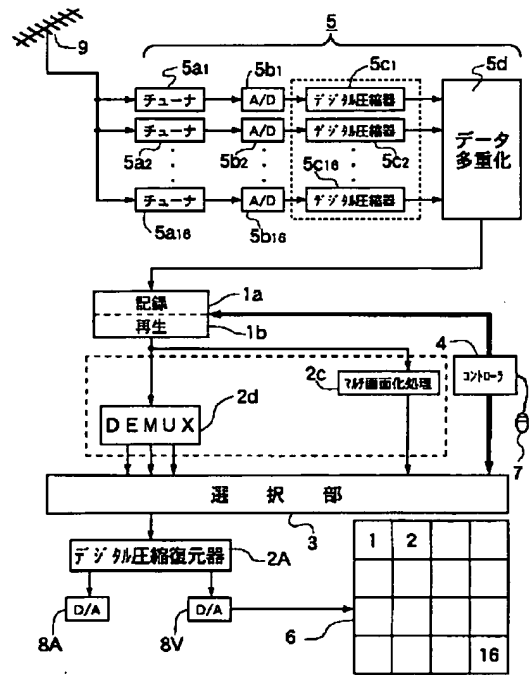 5
9
5a1
5b1
5c1
5d
チューナ
A/D
デジタル圧縮器
データ
多重化
チューナ
A/D
デジタル圧縮器
5a2
5b2
5c16
5c2
チューナ
A/D
デジタル圧縮器
5a16
5b16
記録
1a
再生
1b
4
2c
コントローラ
マルチ画面化処理
2d
DEMUX
7
選択部
3
デジタル圧縮復元器
2A
1
2
D/A
D/A
8A
8V
6
16